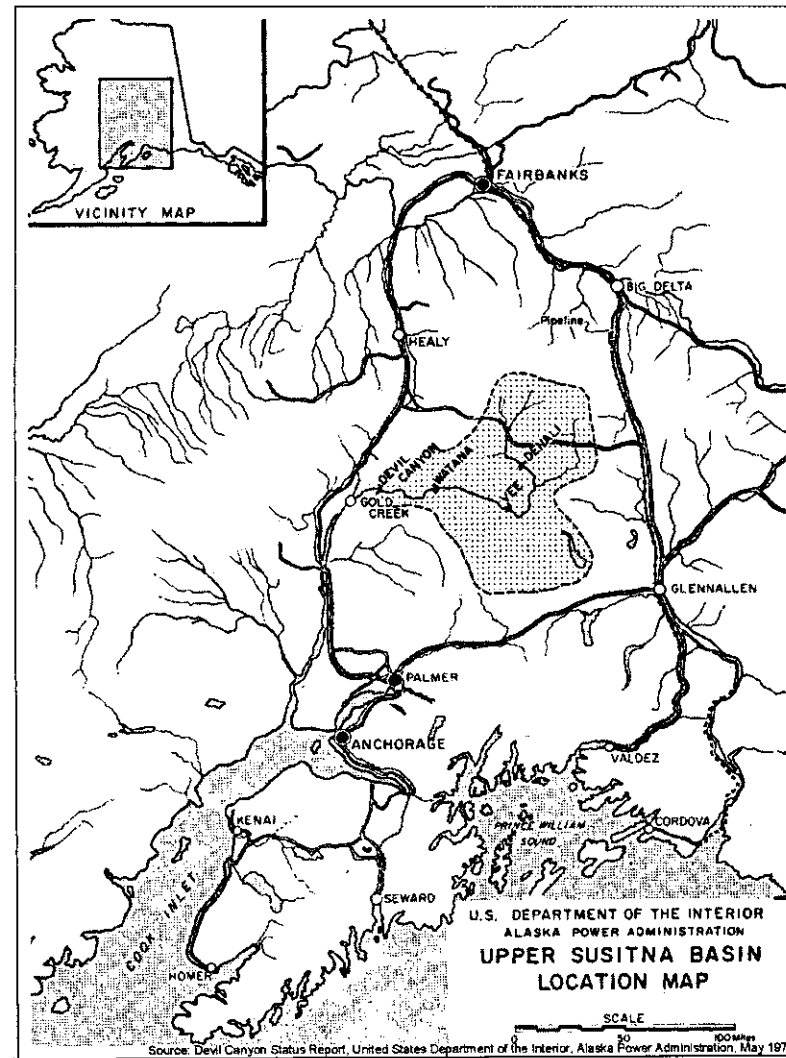 VICINITY MAP
FAIRBANKS
BIG DELTA
Pipeline
HEALY
DENALI
DEVIL CANYON
WATANA
VEE
GOLD CREEK
GLENNALLEN
PALMER
ANCHORAGE
VALDEZ
KENAI
PRINCE WILLIAM
SOUND
CORDOVA
COOK INLET
SEWARD
HOMER
U.S. DEPARTMENT OF THE INTERIOR
ALASKA POWER ADMINISTRATION
UPPER SUSITNA BASIN
LOCATION MAP
SCALE
0 50 100 Miles
Source: Devil Canyon Status Report, United States Department of the Interior, Alaska Power Administration, May 197